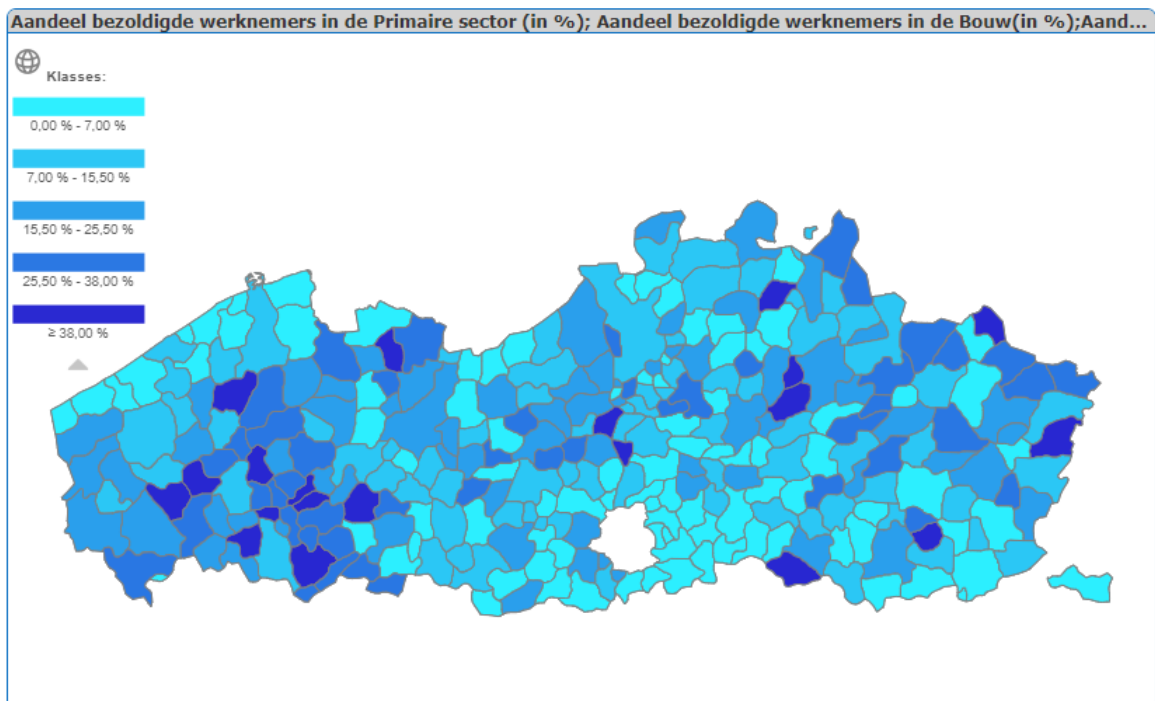 Aandeel bezoldigde werknemers in de Primaire sector (in %); Aandeel bezoldigde werknemers in de Bouw(in %);Aand...
Klasses:
0,00 % - 7,00 %
7,00 % - 15,50 %
15,50 % - 25,50 %
25,50 % - 38,00 %
≥ 38,00 %